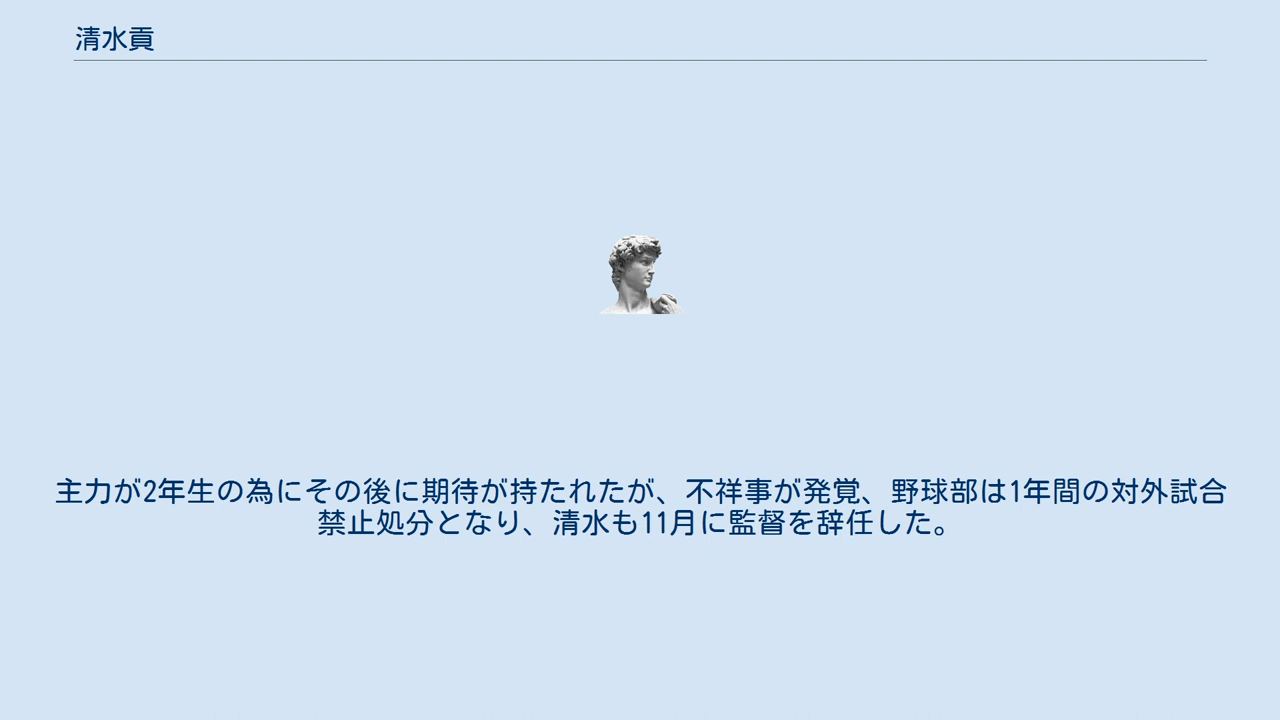 清水貢
主力が2年生の為にその後に期待が持たれたが、不祥事が発覚、野球部は1年間の対外試合
禁止処分となり、清水も11月に監督を辞任した。